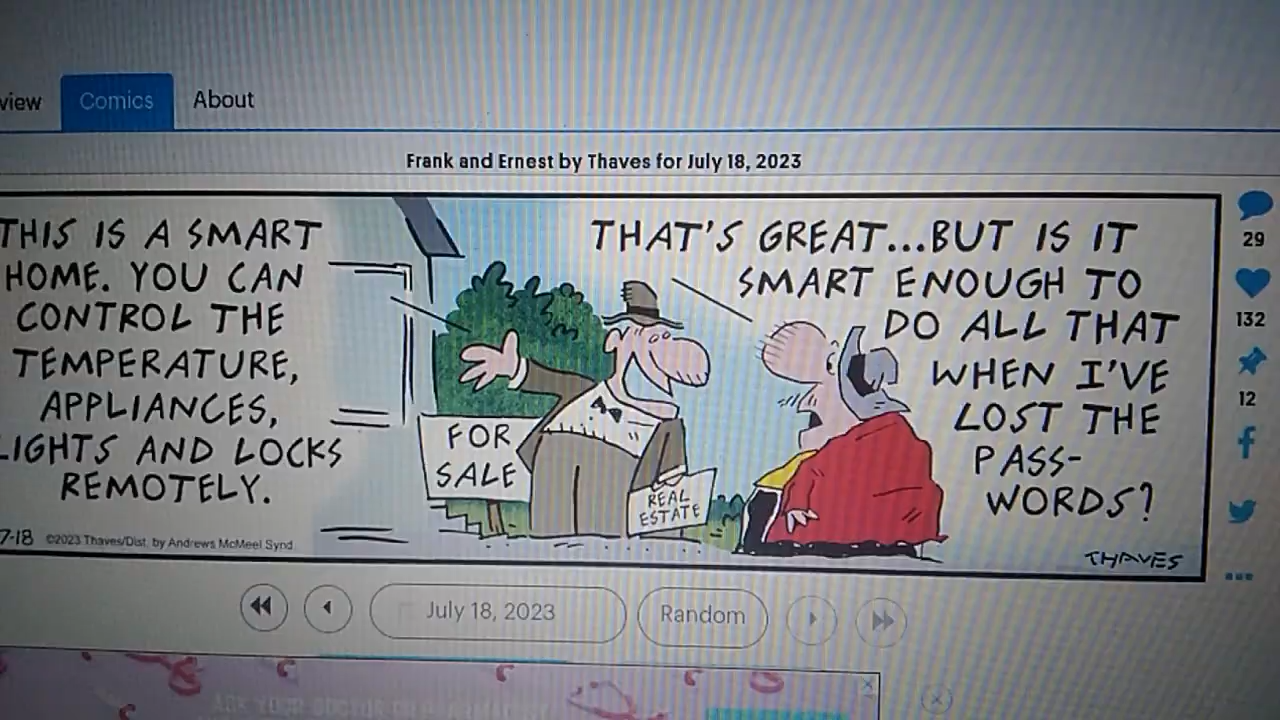 view Comics About
Frank and Ernest by Thaves for July 18, 2023
THIS IS A SMART
HOME. YOU CAN
CONTROL THE
TEMPERATURE,
APPLIANCES,
LIGHTS AND LOCKS
REMOTELY.
THAT'S GREAT...BUT IS IT
SMART ENOUGH TO
DO ALL THAT
WHEN I'VE
LOST THE
PASS-
WORDS?
FOR
SALE
REAL
ESTATE
7-18 ©2023 Thaves/Dist. by Andrews McMeel Synd.
THAVES
29
132
12
July 18, 2023 Random